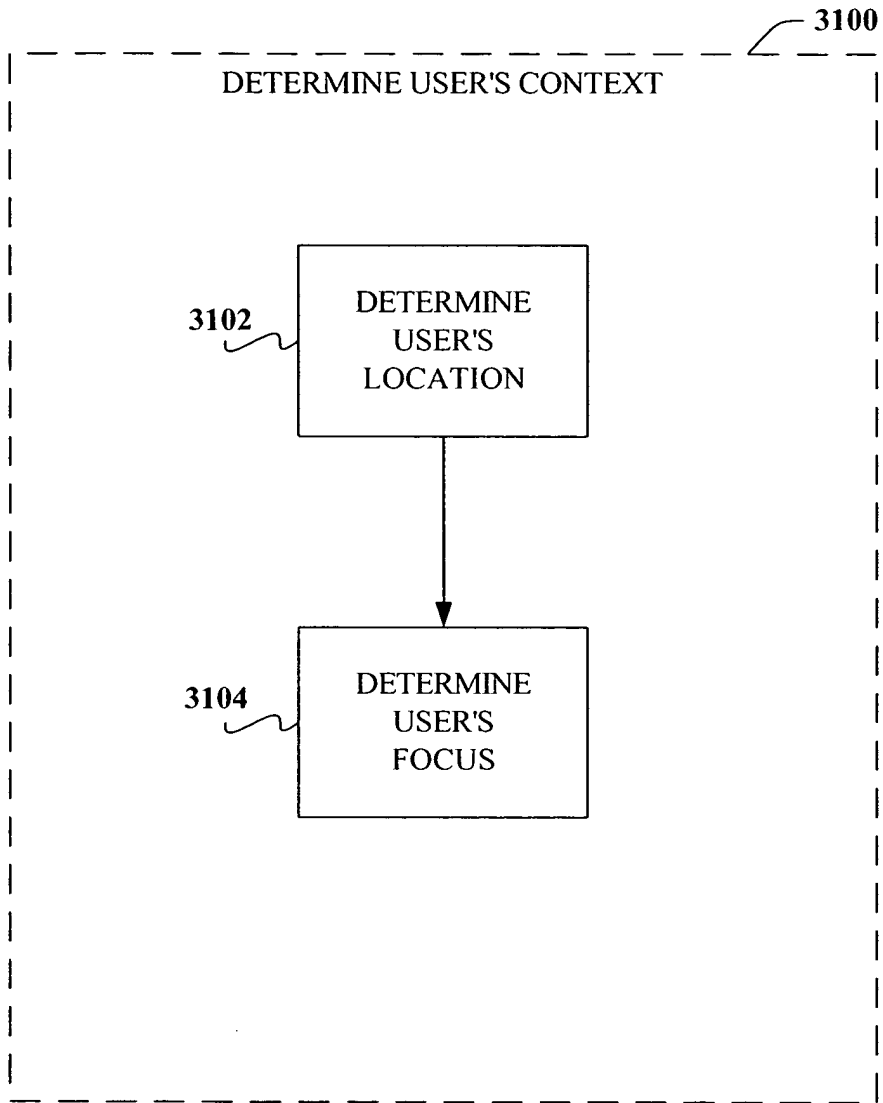 3100
DETERMINE USER'S CONTEXT
3102
DETERMINE
USER'S
LOCATION
3104
DETERMINE
USER'S
FOCUS